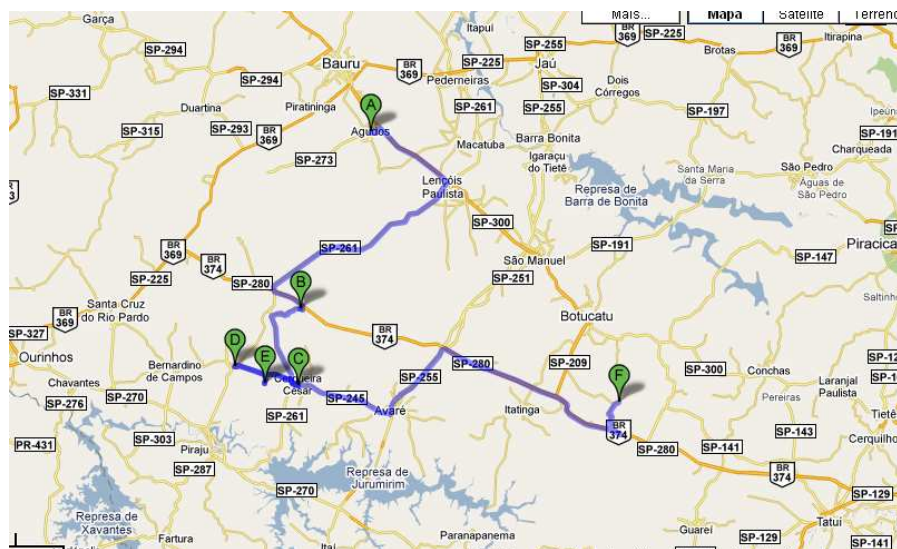 Mais...
Mapa
Satélite
Terreno
Garça
Itapuí
SP-255
BR
369
SP-225
Brotas
BR
369
Itirapina
SP-294
Bauru
BR
369
SP-225
Jaú
Pederneiras
SP-294
SP-304
Dois
Córregos
SP-331
Duartina
Piratininga
A
SP-261
SP-255
SP-197
SP-315
SP-293
BR
369
Agudos
Macatuba
Barra Bonita
SP-191
Charqueada
SP-273
Igaraçu
do Tietê
Lençóis
Paulista
Santa Maria
da Serra
São Pedro
Águas de
São Pedro
Represa de
Barra de Bonita
SP-300
BR
369
BR
374
SP-261
São Manuel
SP-191
Piracica
SP-225
SP-280
SP-251
SP-147
B
Santa Cruz
do Rio Pardo
Saltinho
SP-327
BR
369
Botucatu
BR
374
Ourinhos
D
E
C
Bernardino
de Campos
SP-280
SP-209
F
SP-300
Conchas
Chavantes
Cerqueira
César
SP-255
Laranjal
Paulista
SP-276
SP-270
SP-245
Pereiras
SP-261
Avaré
Itatinga
Tietê
PR-431
SP-303
Piraju
BR
374
SP-280
SP-141
SP-143
Cerquilho
SP-287
Represa de
Jurumirim
BR
374
SP-270
SP-129
Represa de
Xavantes
Paranapanema
Guareí
Tatuí
Fartura
SP-129
SP-141